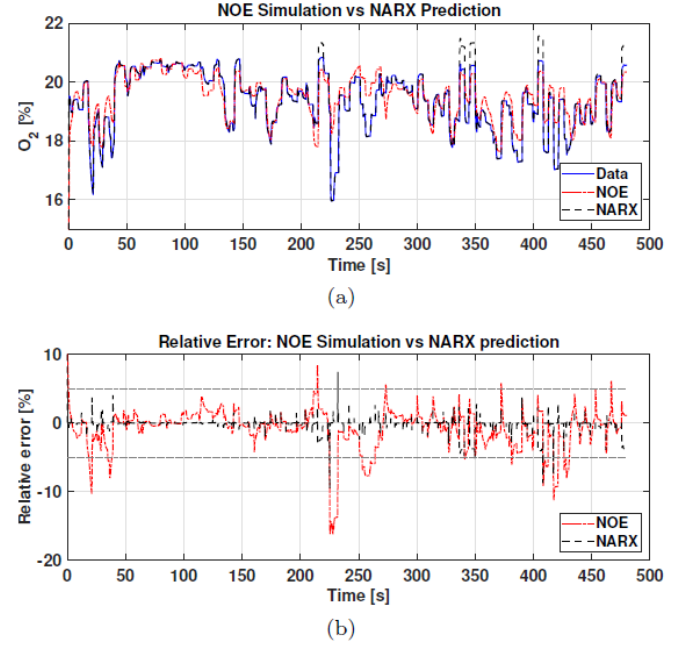 NOE Simulation vs NARX Prediction
22
20
18
16
O2 [%]
0 50 100 150 200 250 300 350 400 450 500
Time [s]
Data
NOE
NARX
(a)
Relative Error: NOE Simulation vs NARX prediction
10
0
-10
-20
Relative error [%]
0 50 100 150 200 250 300 350 400 450 500
Time [s]
NOE
NARX
(b)